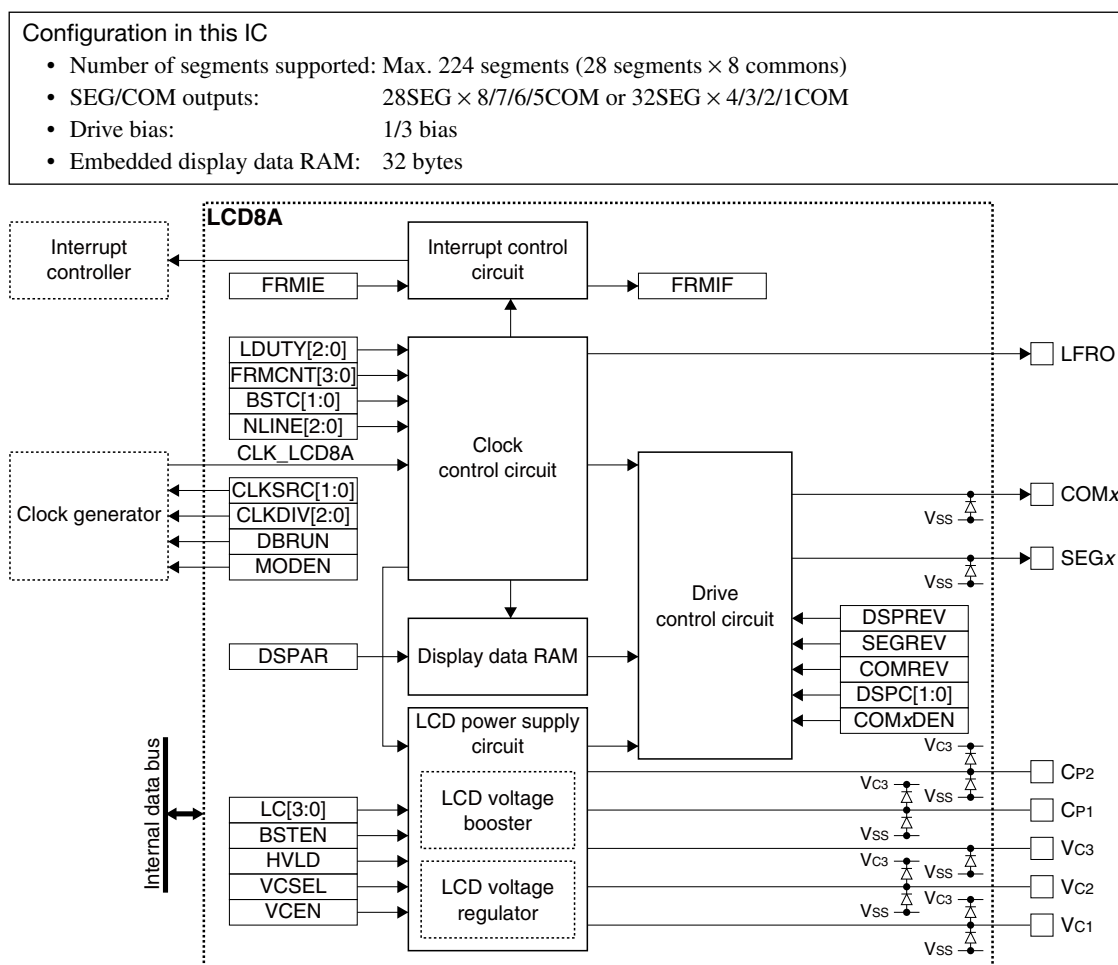 Configuration in this IC
• Number of segments supported: Max. 224 segments (28 segments × 8 commons)
• SEG/COM outputs: 28SEG × 8/7/6/5COM or 32SEG × 4/3/2/1COM
• Drive bias: 1/3 bias
• Embedded display data RAM: 32 bytes
LCD8A
Interrupt
controller
Interrupt control
circuit
FRMIE
FRMIF
LDUTY[2:0]
FRMCNT[3:0]
BSTC[1:0]
NLINE[2:0]
CLK_LCD8A
Clock
control circuit
LFRO
Clock generator
CLKSRC[1:0]
CLKDIV[2:0]
DBRUN
MODEN
COMx
VSS
SEGx
VSS
Drive
control circuit
DSPREV
SEGREV
COMREV
DSPC[1:0]
COMxDEN
DSPAR
Display data RAM
LCD power supply
circuit
LCD voltage
booster
LCD voltage
regulator
Internal data bus
LC[3:0]
BSTEN
HVLD
VCSEL
VCEN
VC3
CP2
VSS
VC3
CP1
VSS
VC3
VSS
VC3
VC2
VSS
VC3
VC1
VSS